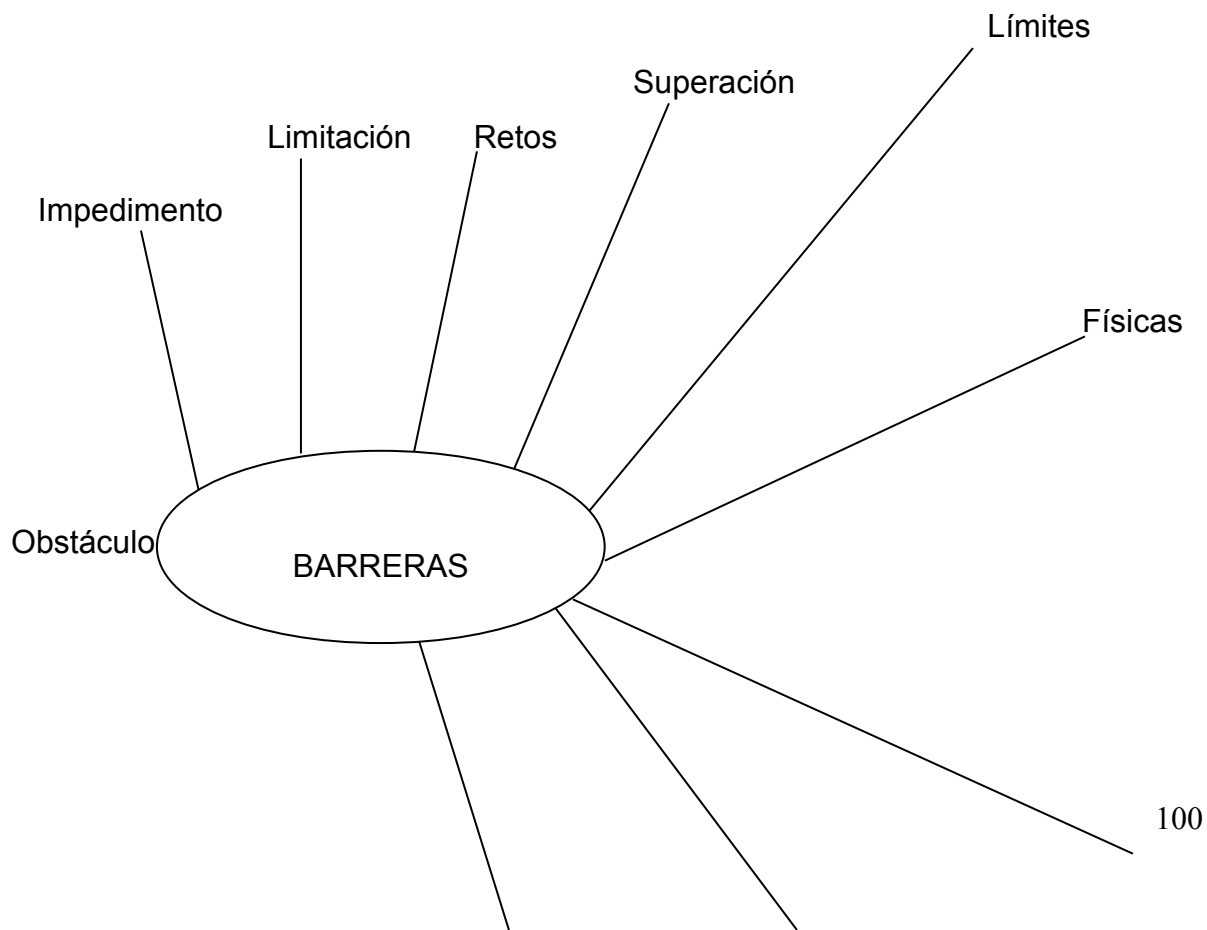 Límites
Superación
Limitación
Retos
Impedimento
Físicas
Obstáculo
BARRERAS
100